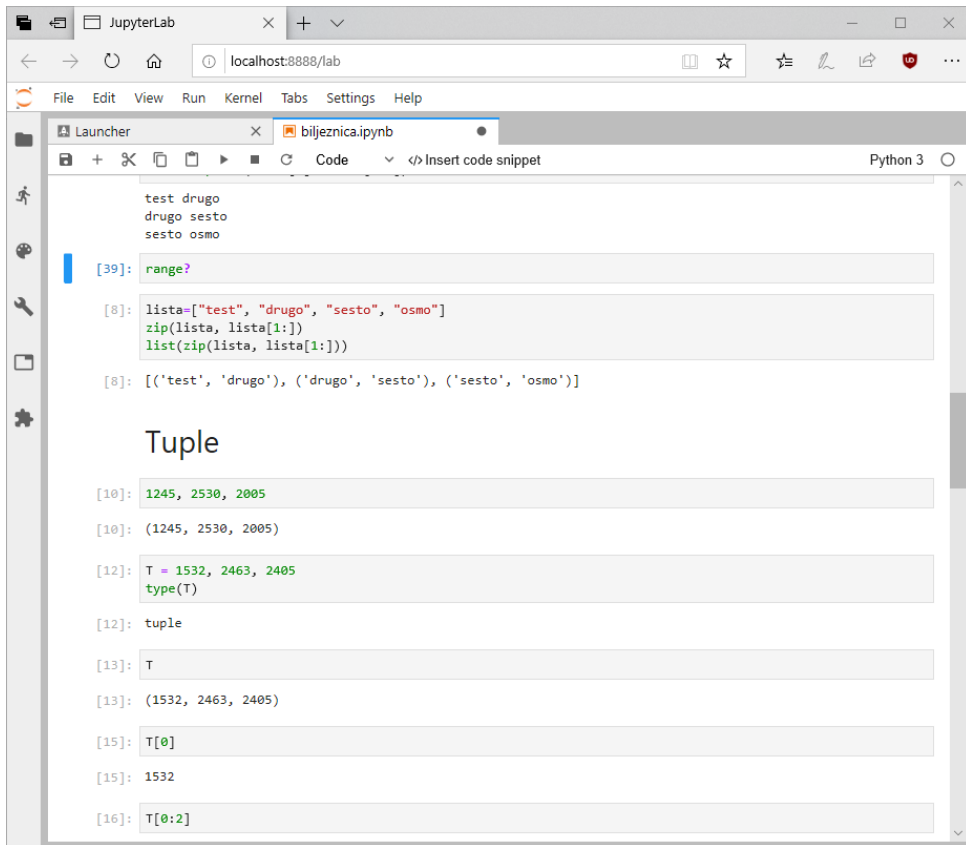 JupyterLab
localhost:8888/lab
File Edit View Run Kernel Tabs Settings Help
Launcher
biljeznica.ipynb
Code
</> Insert code snippet
Python 3
test drugo
drugo sesto
sesto osmo
[39]: range?
[8]: lista=["test", "drugo", "sesto", "osmo"]
zip(lista, lista[1:])
list(zip(lista, lista[1:]))
[8]: [('test', 'drugo'), ('drugo', 'sesto'), ('sesto', 'osmo')]
Tuple
[10]: 1245, 2530, 2005
[10]: (1245, 2530, 2005)
[12]: T = 1532, 2463, 2405
type(T)
[12]: tuple
[13]: T
[13]: (1532, 2463, 2405)
[15]: T[0]
[15]: 1532
[16]: T[0:2]